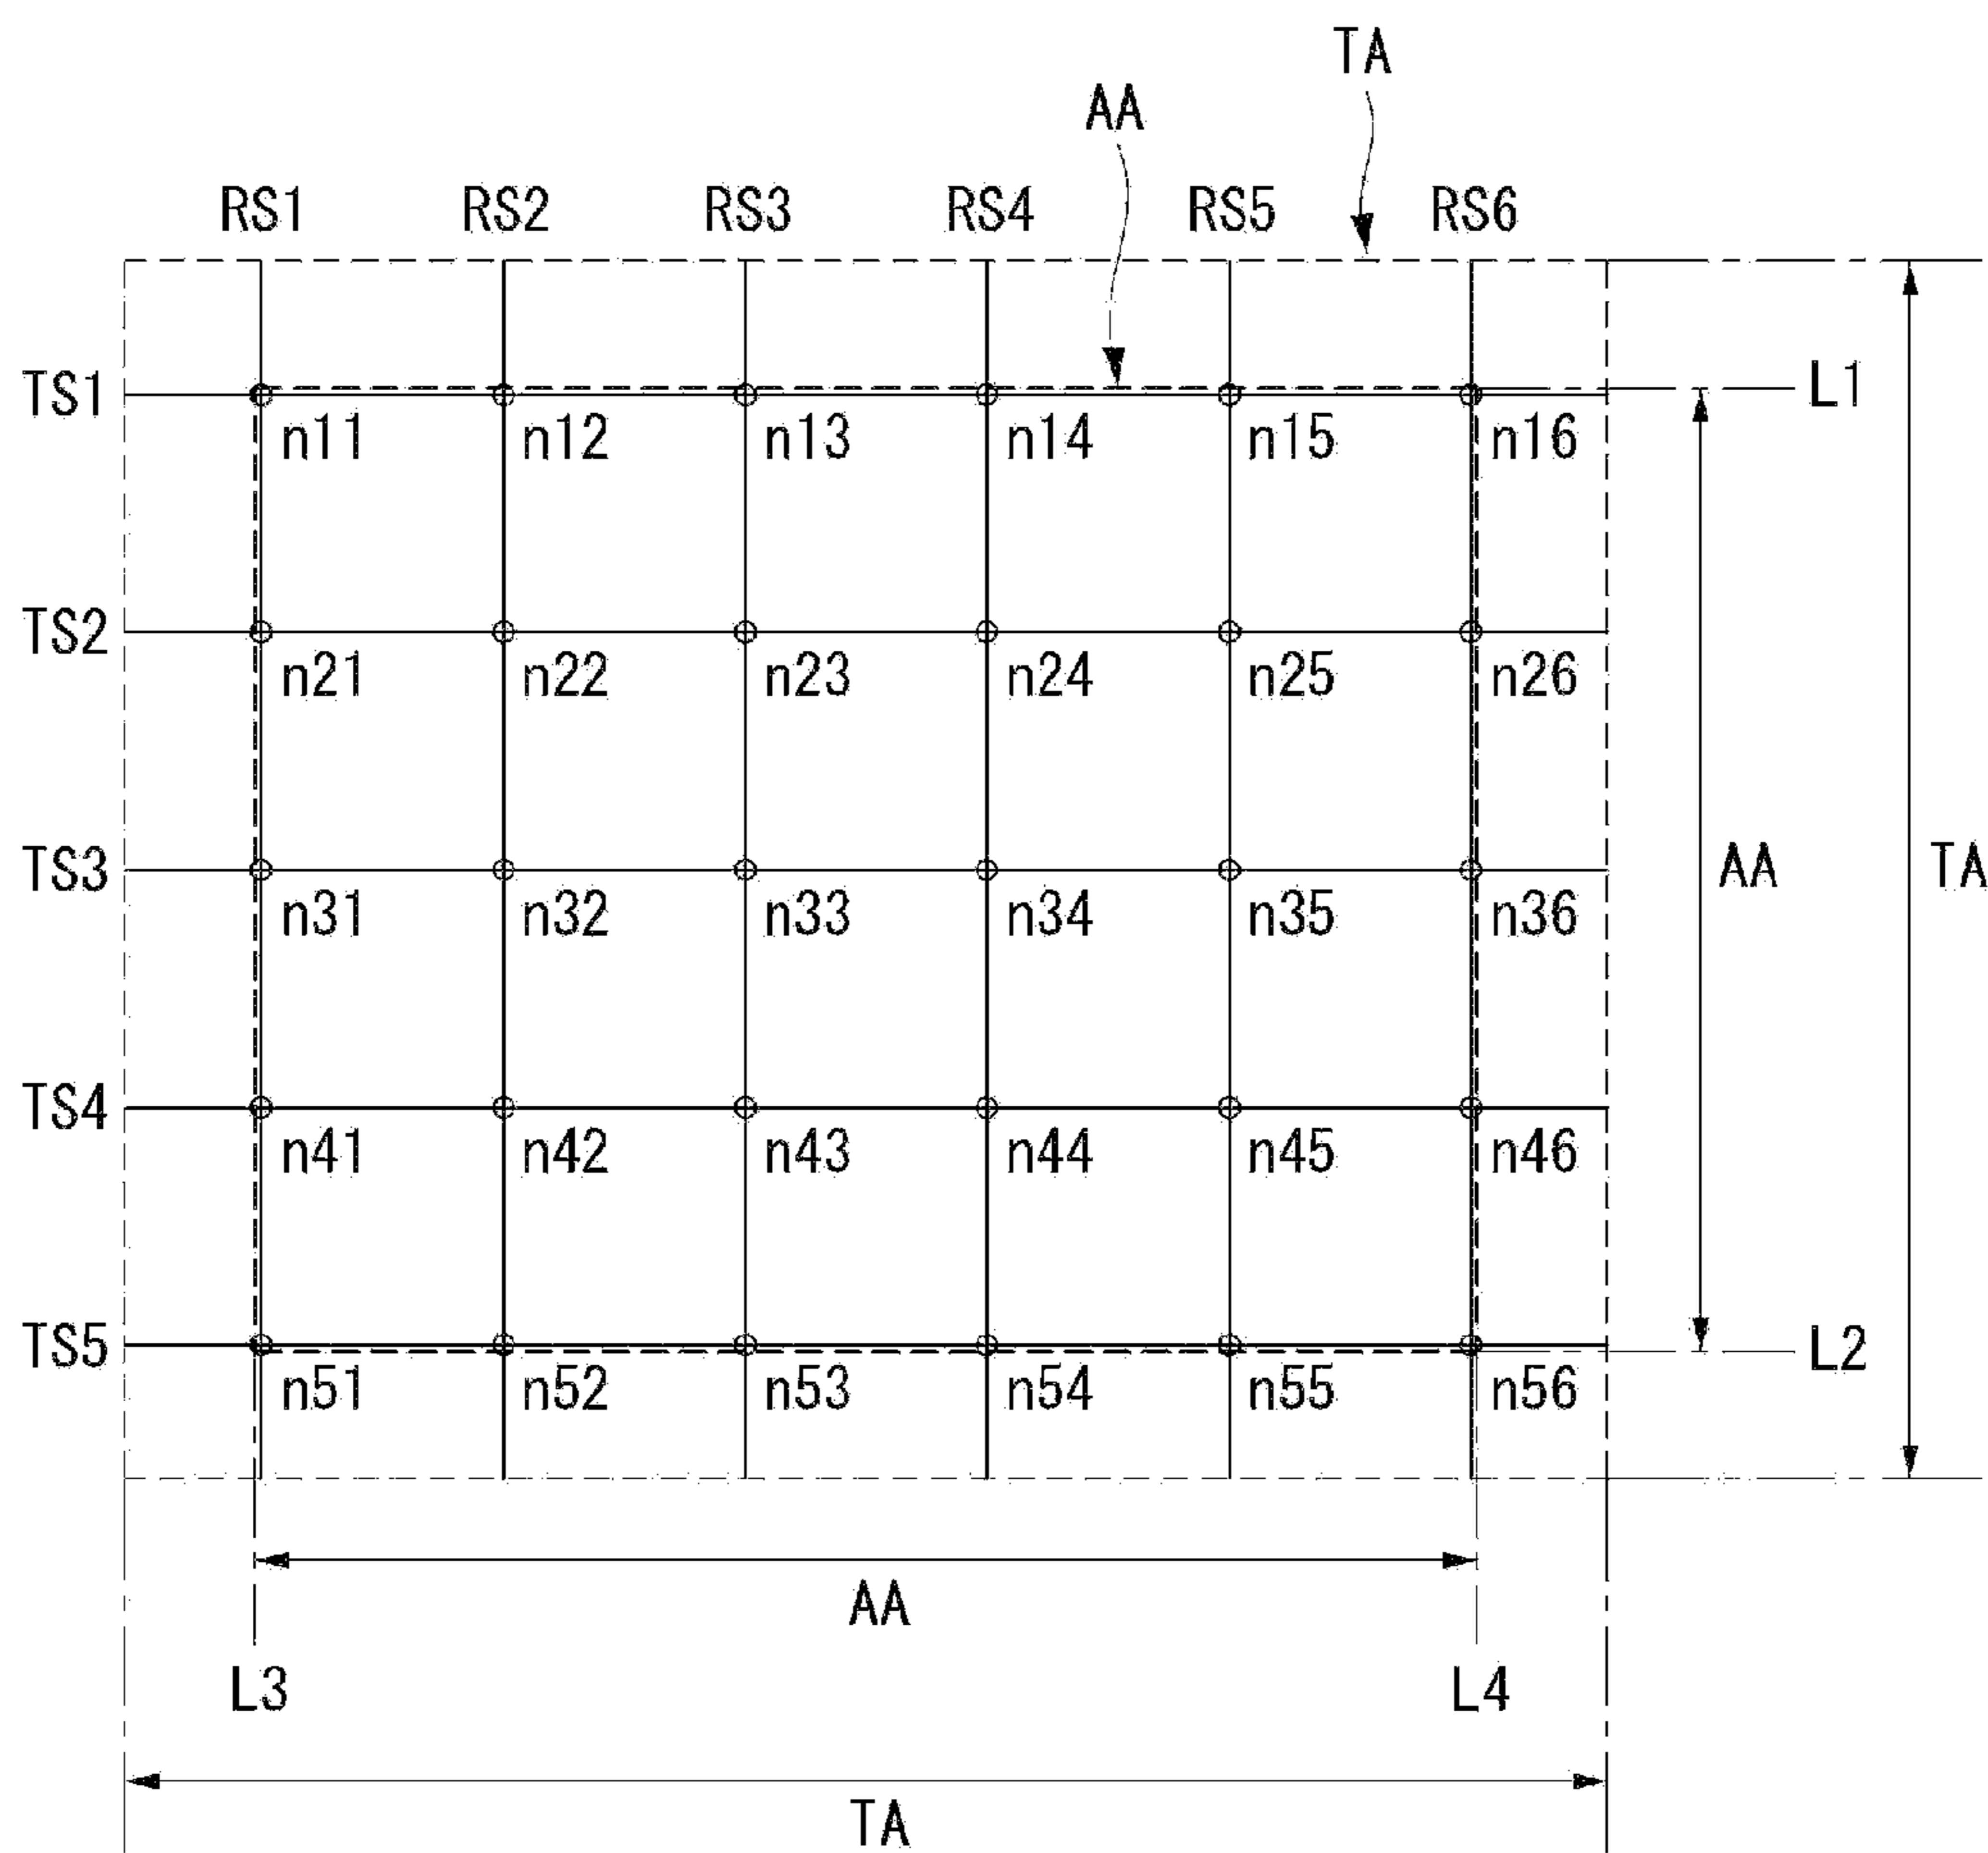 TA
AA
RS1 RS2 RS3 RS4 RS5 RS6
TS1 L1
n11 n12 n13 n14 n15 n16
TS2
n21 n22 n23 n24 n25 n26
TS3 AA TA
n31 n32 n33 n34 n35 n36
TS4
n41 n42 n43 n44 n45 n46
TS5 L2
n51 n52 n53 n54 n55 n56
AA
L3 L4
TA